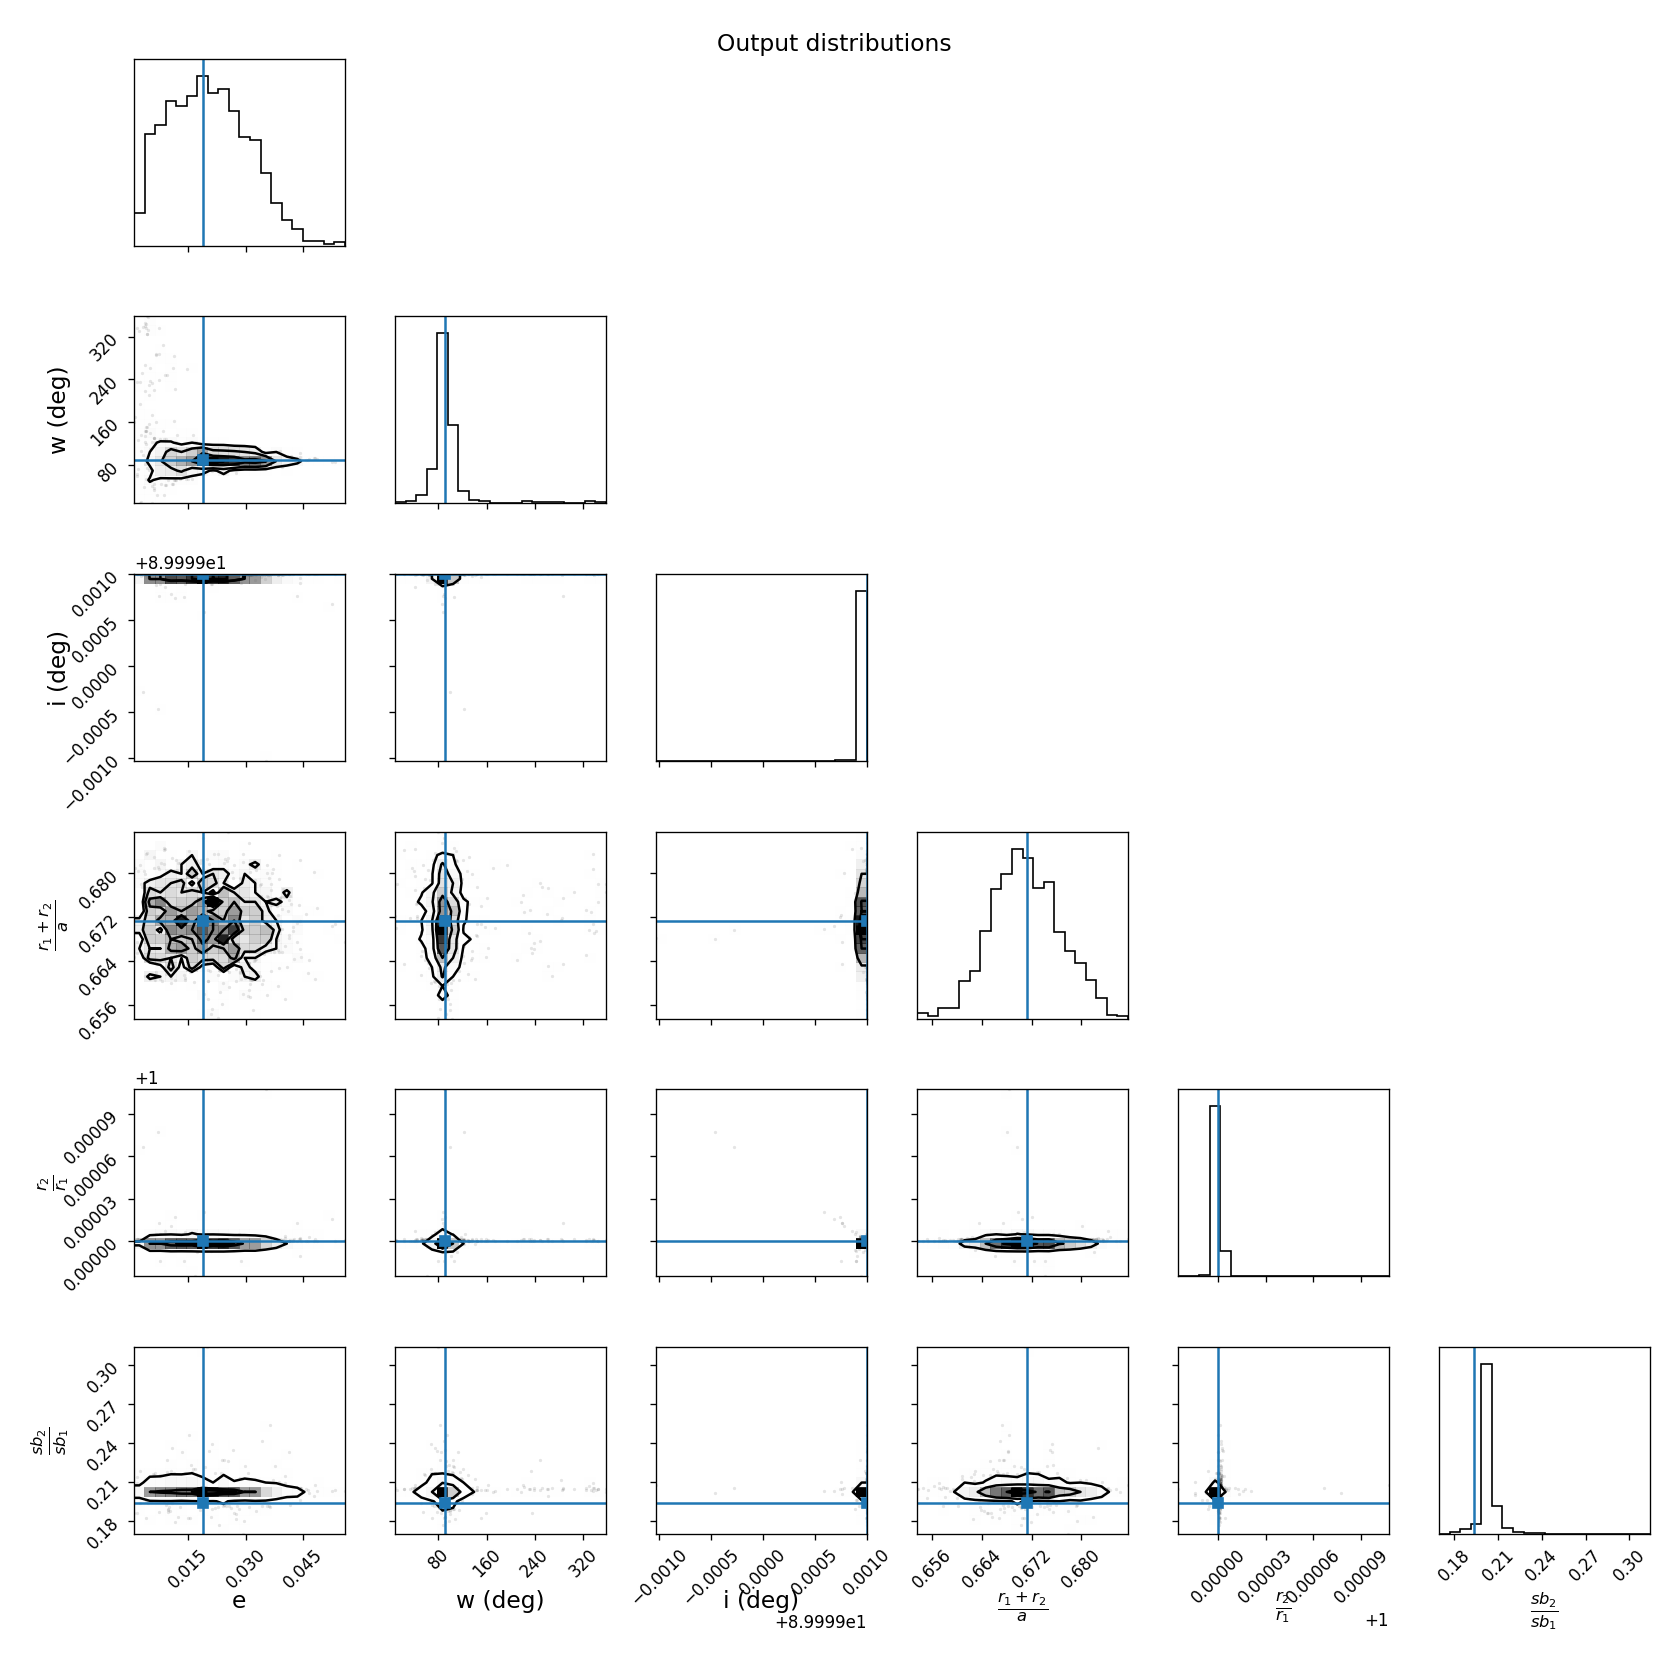 Output distributions
w (deg)
320
240
160
80
+8.9999e1
i (deg)
0.0010
0.0005
0.0000
−0.0005
−0.0010
r₁ + r₂
a
0.680
0.672
0.664
0.656
+1
r₂
r₁
0.00009
0.00006
0.00003
0.00000
sb₂
sb₁
0.30
0.27
0.24
0.21
0.18
0.015 0.030 0.045 80 160 240 320 −0.0010 −0.0005 0.0000 0.0005 0.0010 0.656 0.664 0.672 0.680 0.00000 0.00003 0.00006 0.00009 0.18 0.21 0.24 0.27 0.30
e w (deg) i (deg)
r₁ + r₂
a
r₂
r₁
sb₂
sb₁
+8.9999e1 +1